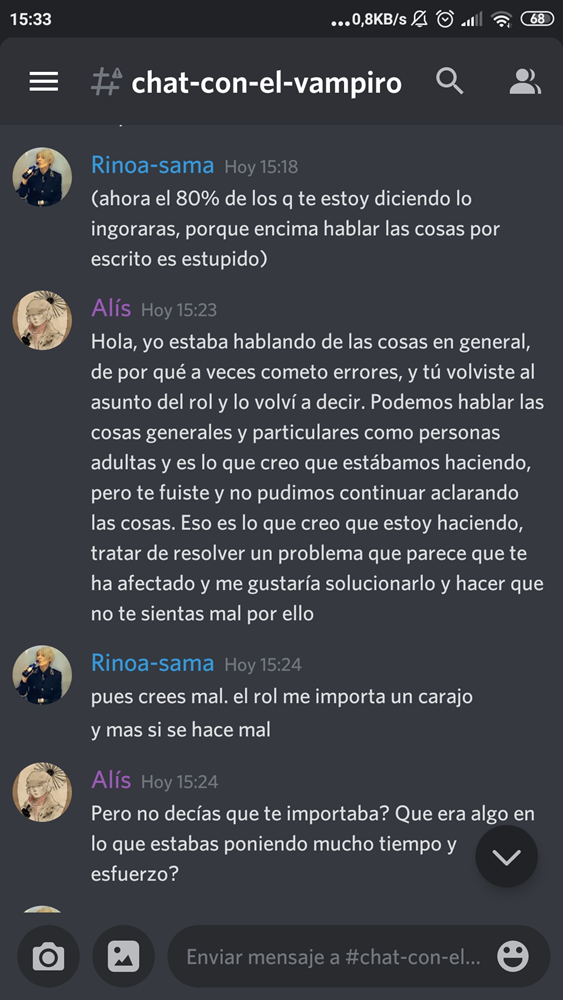 15:33
...0,8KB/s
68
chat-con-el-vampiro
Rinoa-sama Hoy 15:18
(ahora el 80% de los q te estoy diciendo lo
ingoraras, porque encima hablar las cosas por
escrito es estupido)
Alís Hoy 15:23
Hola, yo estaba hablando de las cosas en general,
de por qué a veces cometo errores, y tú volviste al
asunto del rol y lo volví a decir. Podemos hablar las
cosas generales y particulares como personas
adultas y es lo que creo que estábamos haciendo,
pero te fuiste y no pudimos continuar aclarando
las cosas. Eso es lo que creo que estoy haciendo,
tratar de resolver un problema que parece que te
ha afectado y me gustaría solucionarlo y hacer que
no te sientas mal por ello
Rinoa-sama Hoy 15:24
pues crees mal. el rol me importa un carajo
y mas si se hace mal
Alís Hoy 15:24
Pero no decías que te importaba? Que era algo en
lo que estabas poniendo mucho tiempo y
esfuerzo?
Enviar mensaje a #chat-con-el...